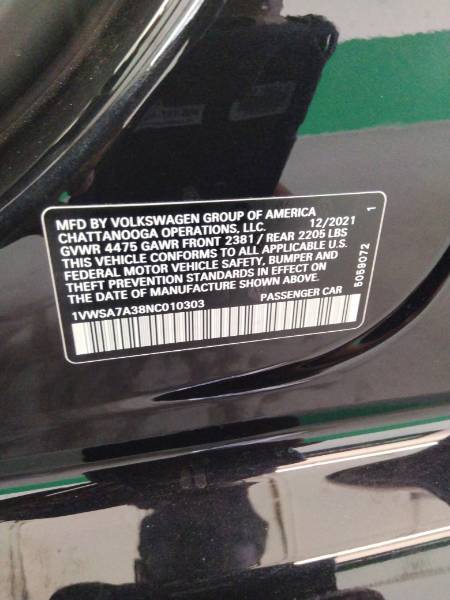 MFD BY VOLKSWAGEN GROUP OF AMERICA
CHATTANOOGA OPERATIONS, LLC. 12/2021
GVWR 4475 GAWR FRONT 2381 / REAR 2205 LBS
THIS VEHICLE CONFORMS TO ALL APPLICABLE U.S.
FEDERAL MOTOR VEHICLE SAFETY, BUMPER AND
THEFT PREVENTION STANDARDS IN EFFECT ON THE
DATE OF MANUFACTURE SHOWN ABOVE.
1VWSA7A38NC010303 PASSENGER CAR
5059072 1